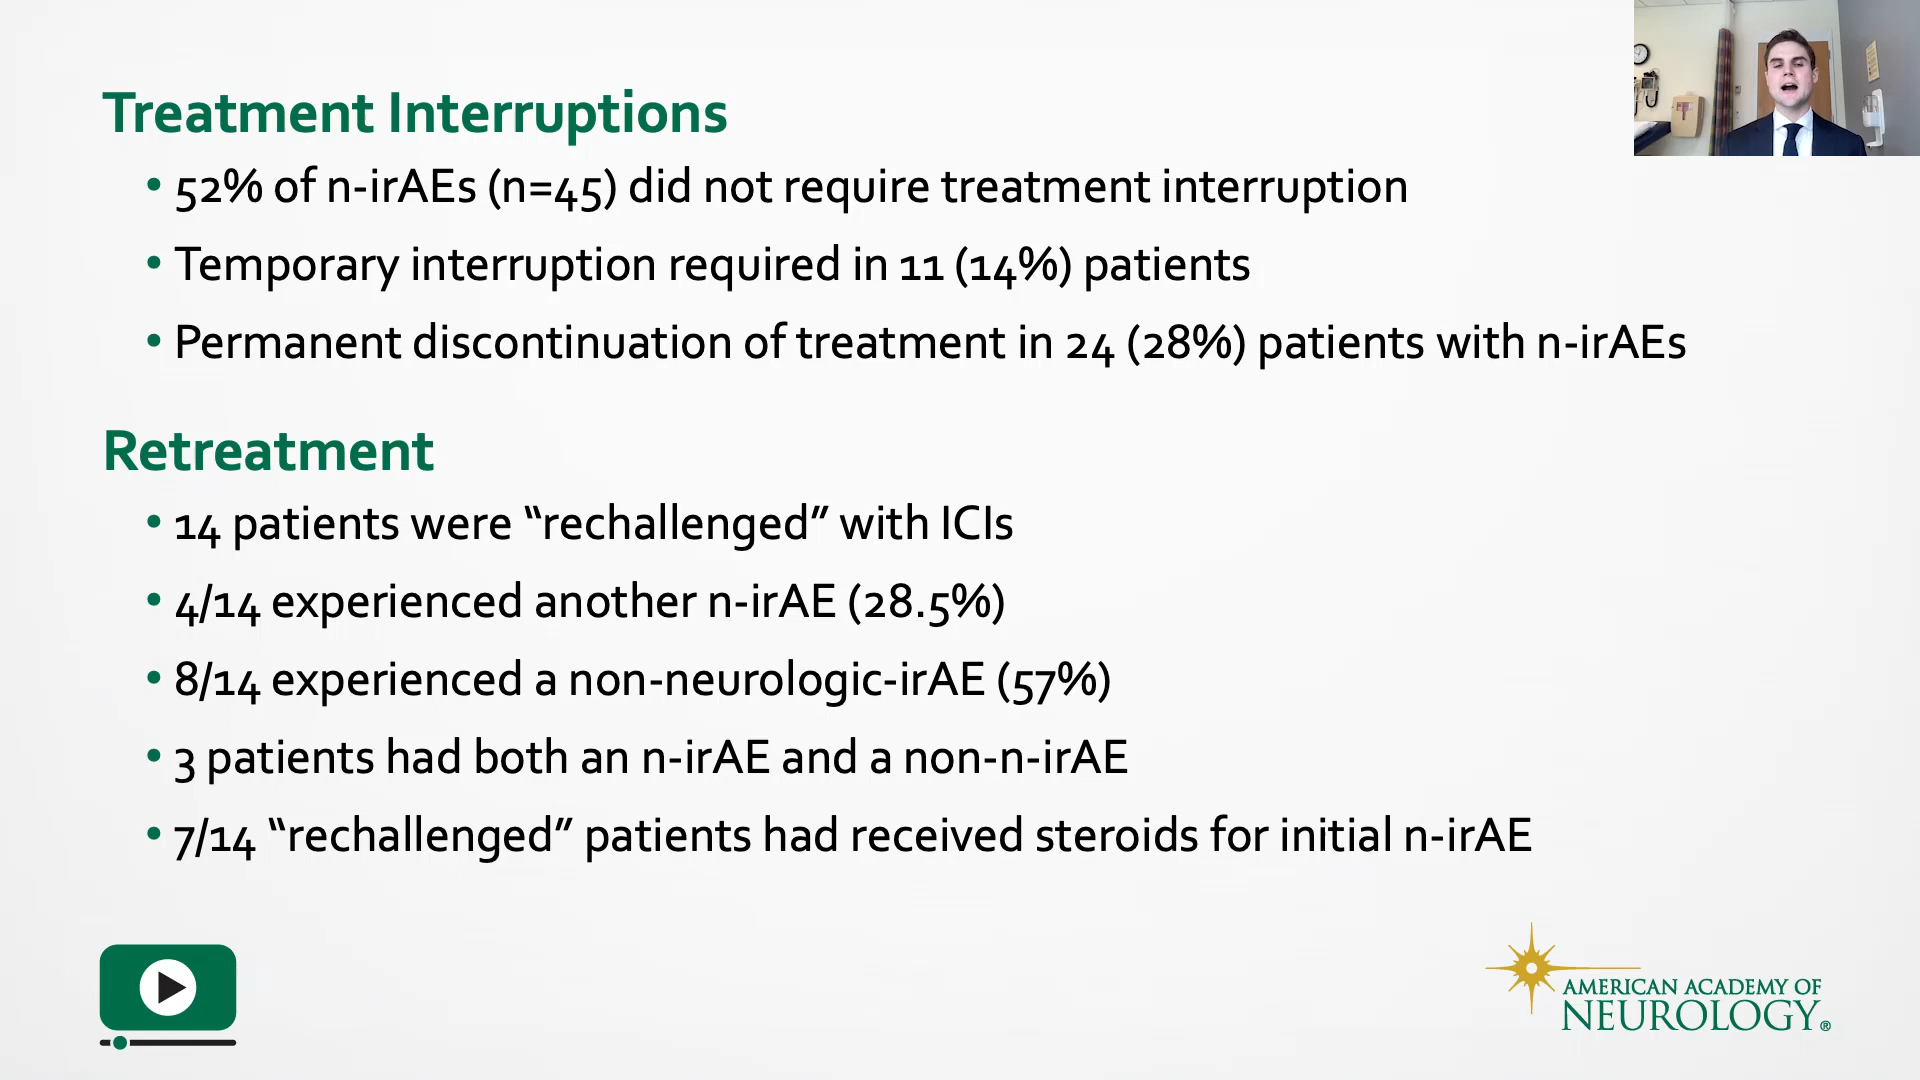 Treatment Interruptions
• 52% of n-irAEs (n=45) did not require treatment interruption
• Temporary interruption required in 11 (14%) patients
• Permanent discontinuation of treatment in 24 (28%) patients with n-irAEs
Retreatment
• 14 patients were “rechallenged” with ICIs
• 4/14 experienced another n-irAE (28.5%)
• 8/14 experienced a non-neurologic-irAE (57%)
• 3 patients had both an n-irAE and a non-n-irAE
• 7/14 “rechallenged” patients had received steroids for initial n-irAE
AMERICAN ACADEMY OF
NEUROLOGY®